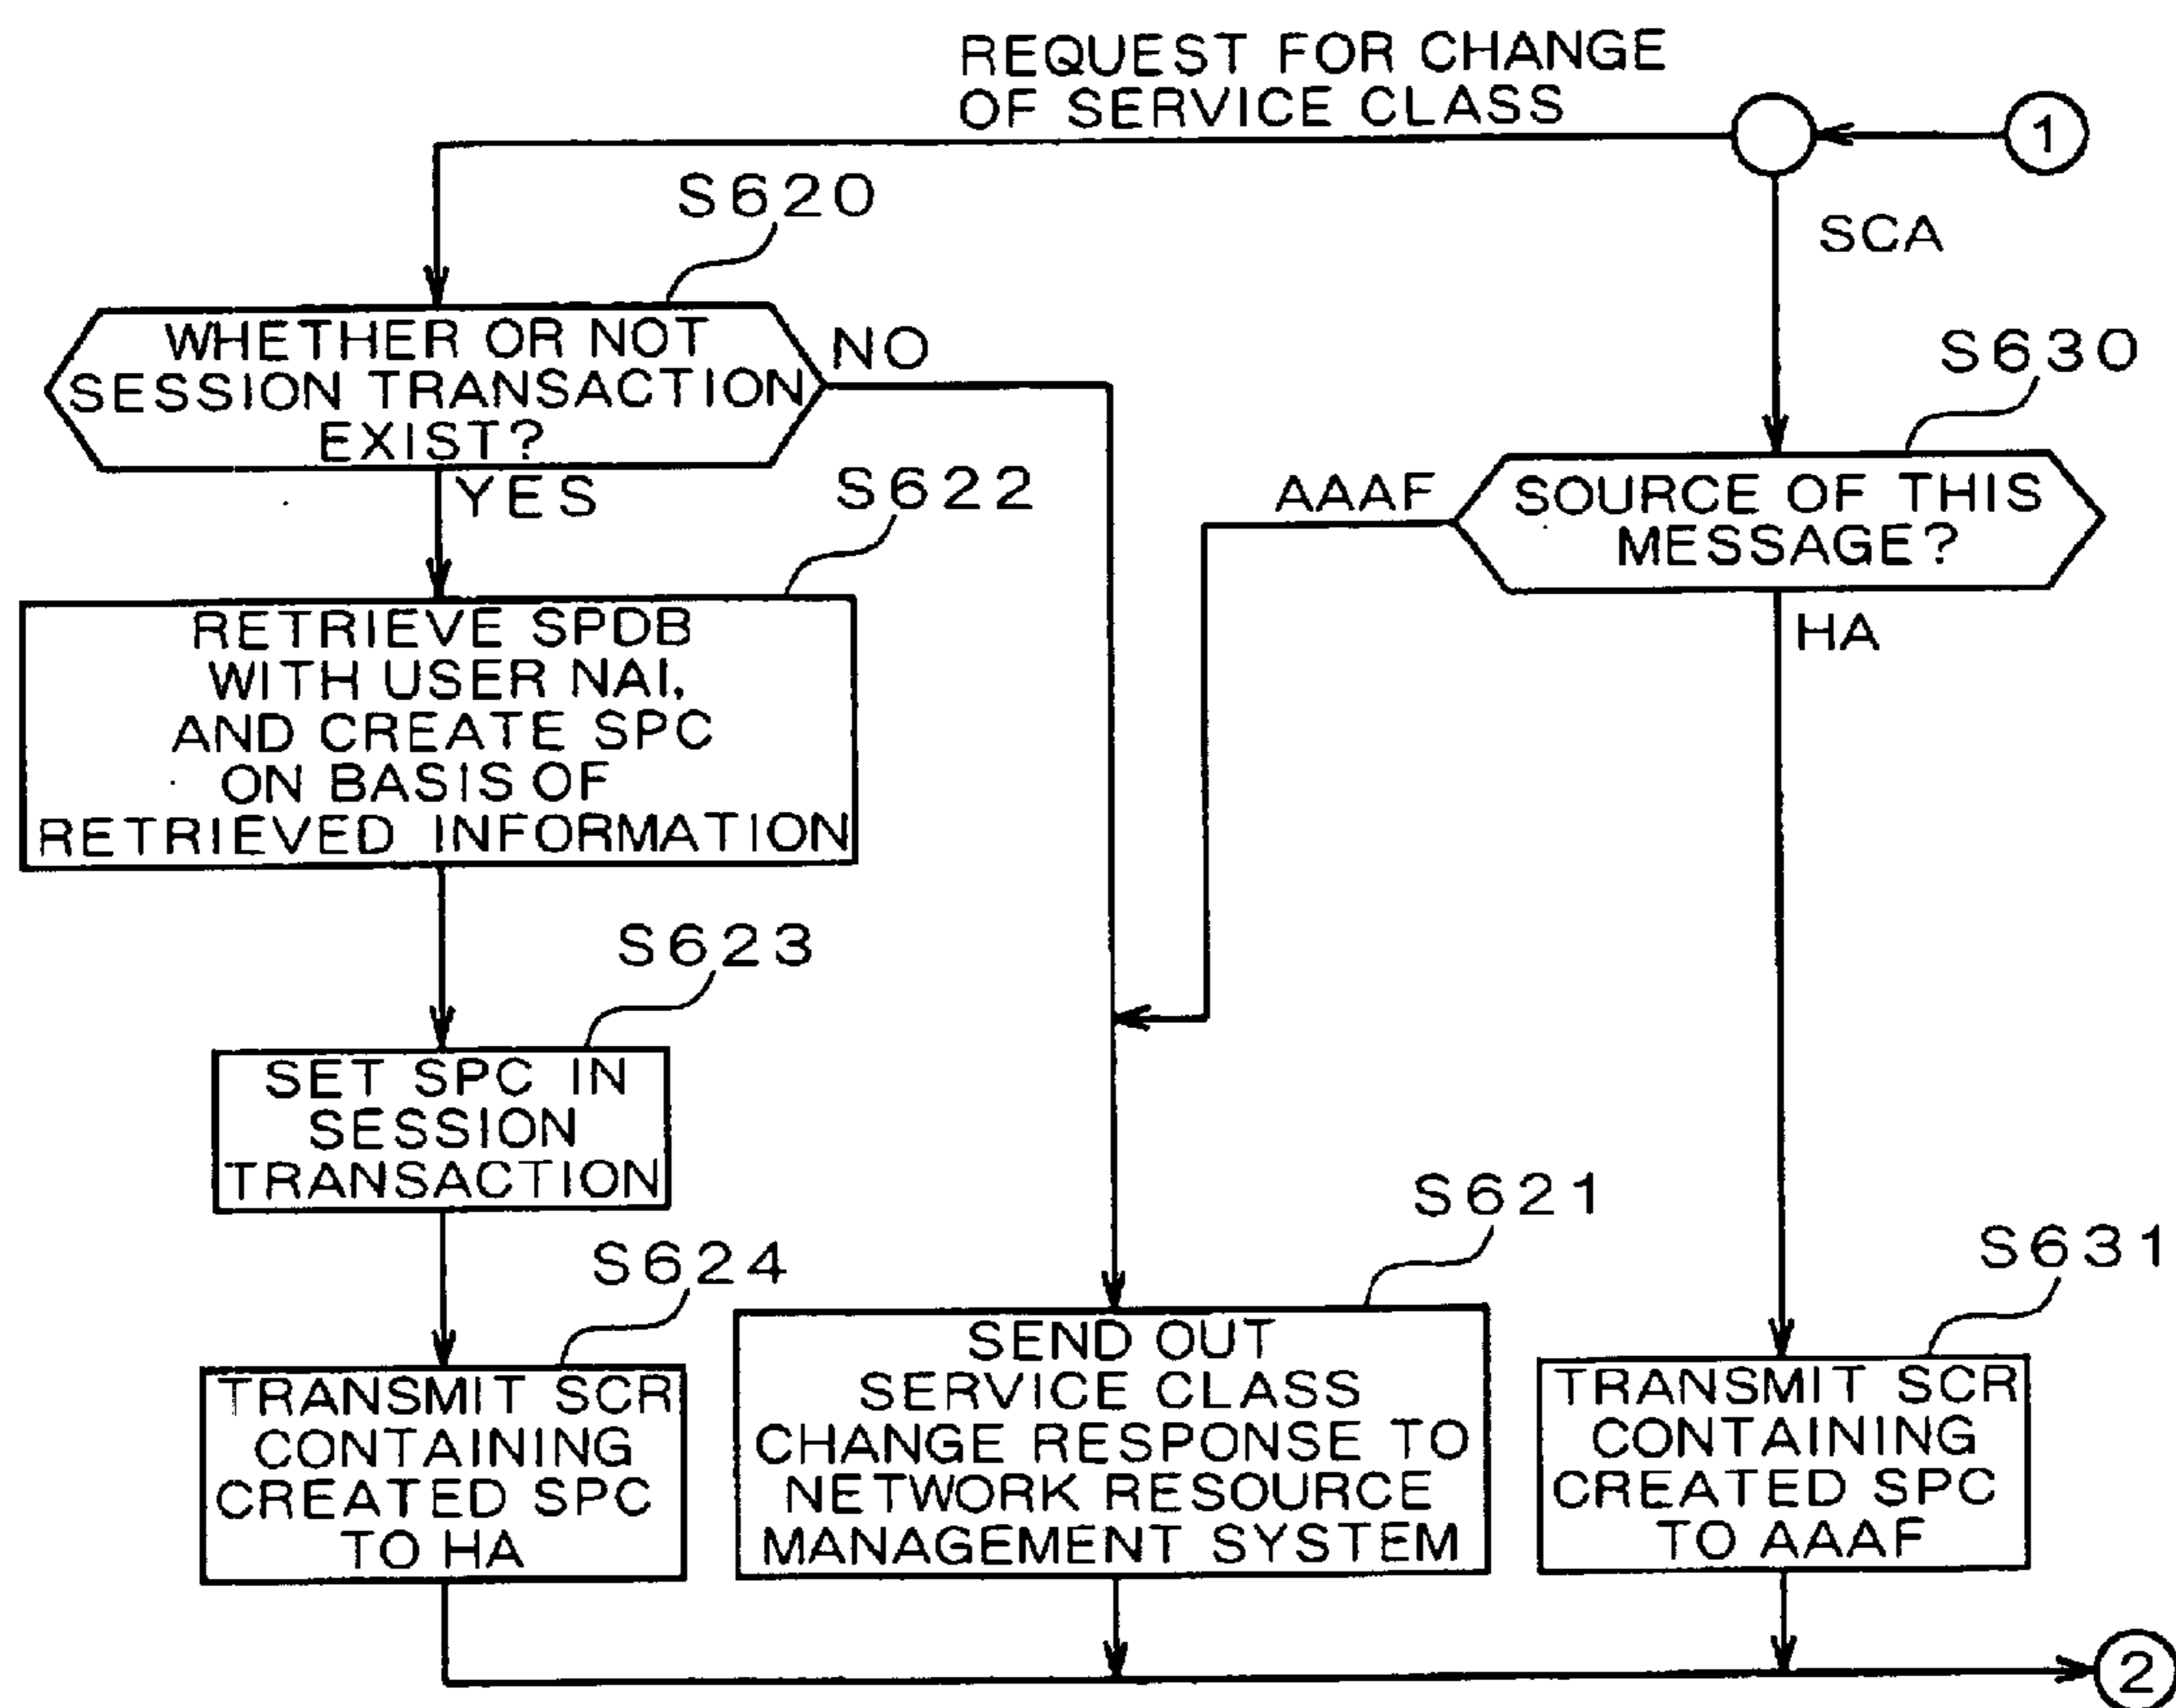 REQUEST FOR CHANGE
OF SERVICE CLASS
1
SCA
S620
WHETHER OR NOT
SESSION TRANSACTION
EXIST?
NO
YES
S630
SOURCE OF THIS
MESSAGE?
AAAF
HA
S622
RETRIEVE SPDB
WITH USER NAI,
AND CREATE SPC
ON BASIS OF
RETRIEVED INFORMATION
S623
SET SPC IN
SESSION
TRANSACTION
S624
TRANSMIT SCR
CONTAINING
CREATED SPC
TO HA
S621
SEND OUT
SERVICE CLASS
CHANGE RESPONSE TO
NETWORK RESOURCE
MANAGEMENT SYSTEM
S631
TRANSMIT SCR
CONTAINING
CREATED SPC
TO AAAF
2